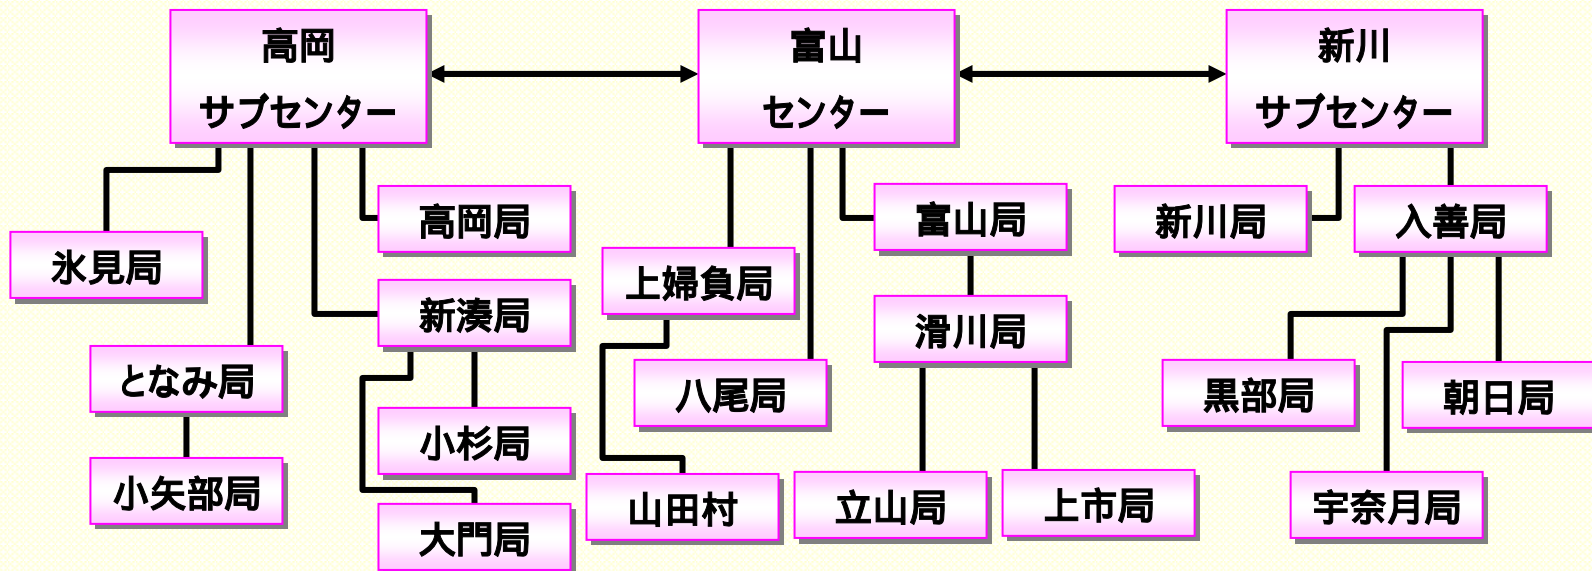 高岡
サブセンター
富山
センター
新川
サブセンター
高岡局
氷見局
新湊局
となみ局
小杉局
小矢部局
大門局
富山局
上婦負局
滑川局
八尾局
山田村
立山局
上市局
新川局
入善局
黒部局
朝日局
宇奈月局